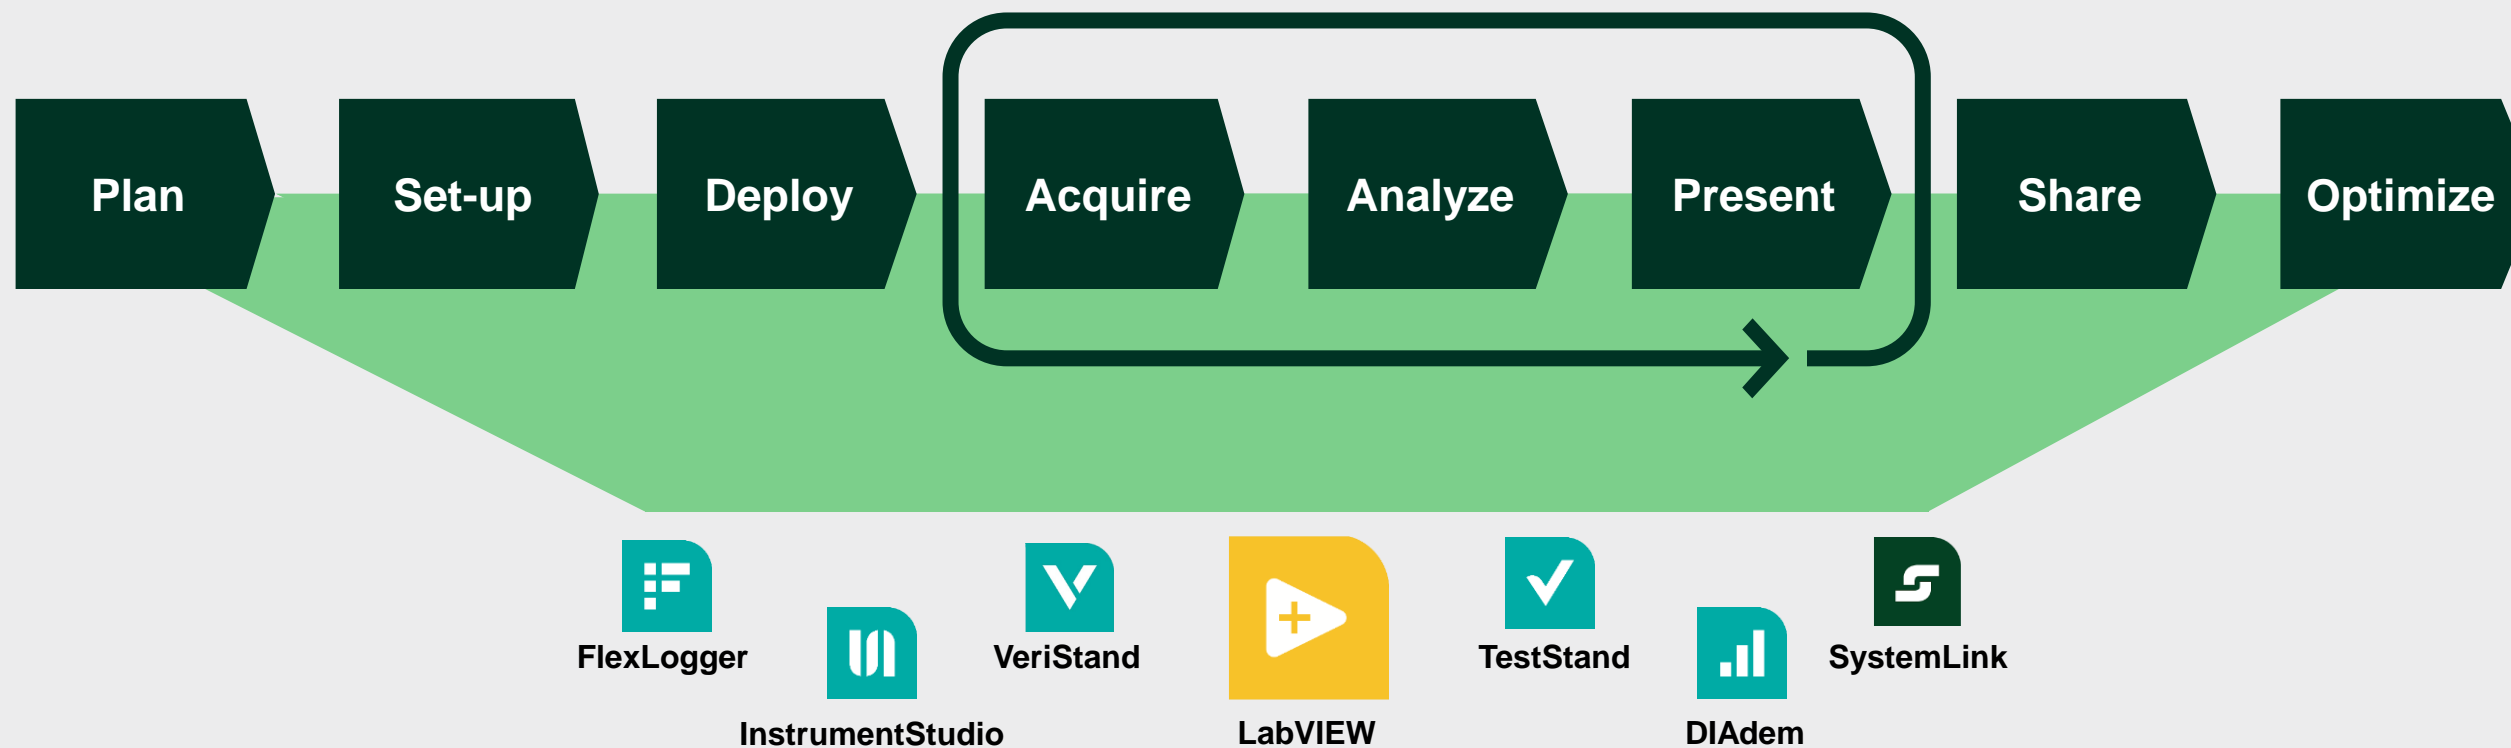 Plan
Set-up
Deploy
Acquire
Analyze
Present
Share
Optimize
FlexLogger
InstrumentStudio
VeriStand
LabVIEW
TestStand
DIAdem
SystemLink